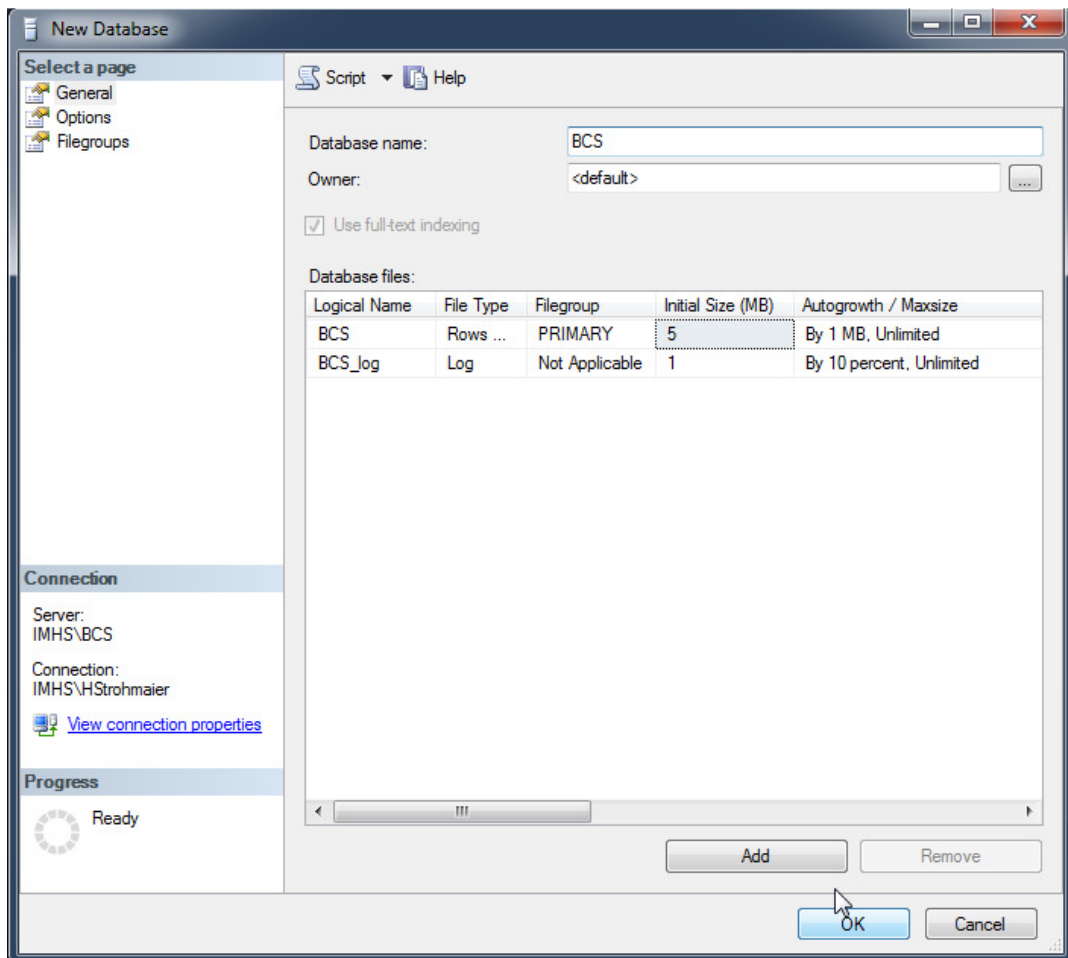 New Database
Select a page
General
Options
Filegroups
Script
Help
Database name:
BCS
Owner:
<default>
...
Use full-text indexing
Database files:
Logical Name File Type Filegroup Initial Size (MB) Autogrowth / Maxsize
BCS Rows ... PRIMARY 5 By 1 MB, Unlimited
BCS_log Log Not Applicable 1 By 10 percent, Unlimited
Connection
Server:
IMHS\BCS
Connection:
IMHS\HStrohmaier
View connection properties
Progress
Ready
Add
Remove
OK
Cancel